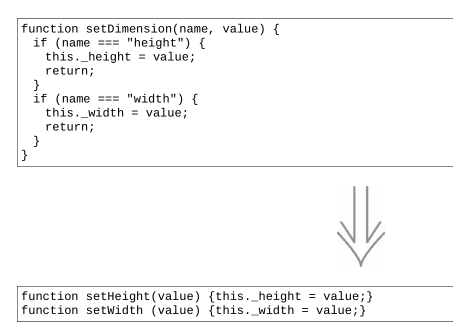 function setDimension(name, value) {
  if (name === "height") {
    this._height = value;
    return;
  }
  if (name === "width") {
    this._width = value;
    return;
  }
}
function setHeight(value) {this._height = value;}
function setWidth (value) {this._width = value;}